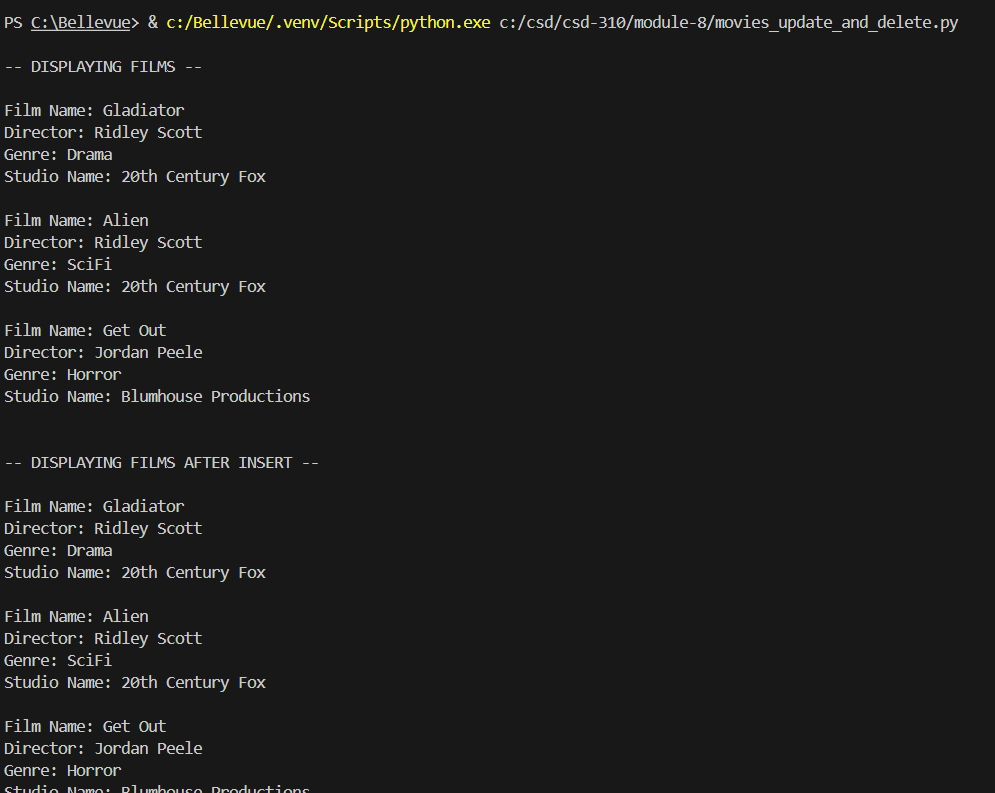 PS C:\Bellevue> & c:/Bellevue/.venv/Scripts/python.exe c:/csd/csd-310/module-8/movies_update_and_delete.py
-- DISPLAYING FILMS --
Film Name: Gladiator
Director: Ridley Scott
Genre: Drama
Studio Name: 20th Century Fox
Film Name: Alien
Director: Ridley Scott
Genre: SciFi
Studio Name: 20th Century Fox
Film Name: Get Out
Director: Jordan Peele
Genre: Horror
Studio Name: Blumhouse Productions
-- DISPLAYING FILMS AFTER INSERT --
Film Name: Gladiator
Director: Ridley Scott
Genre: Drama
Studio Name: 20th Century Fox
Film Name: Alien
Director: Ridley Scott
Genre: SciFi
Studio Name: 20th Century Fox
Film Name: Get Out
Director: Jordan Peele
Genre: Horror
Studio Name: Blumhouse Productions